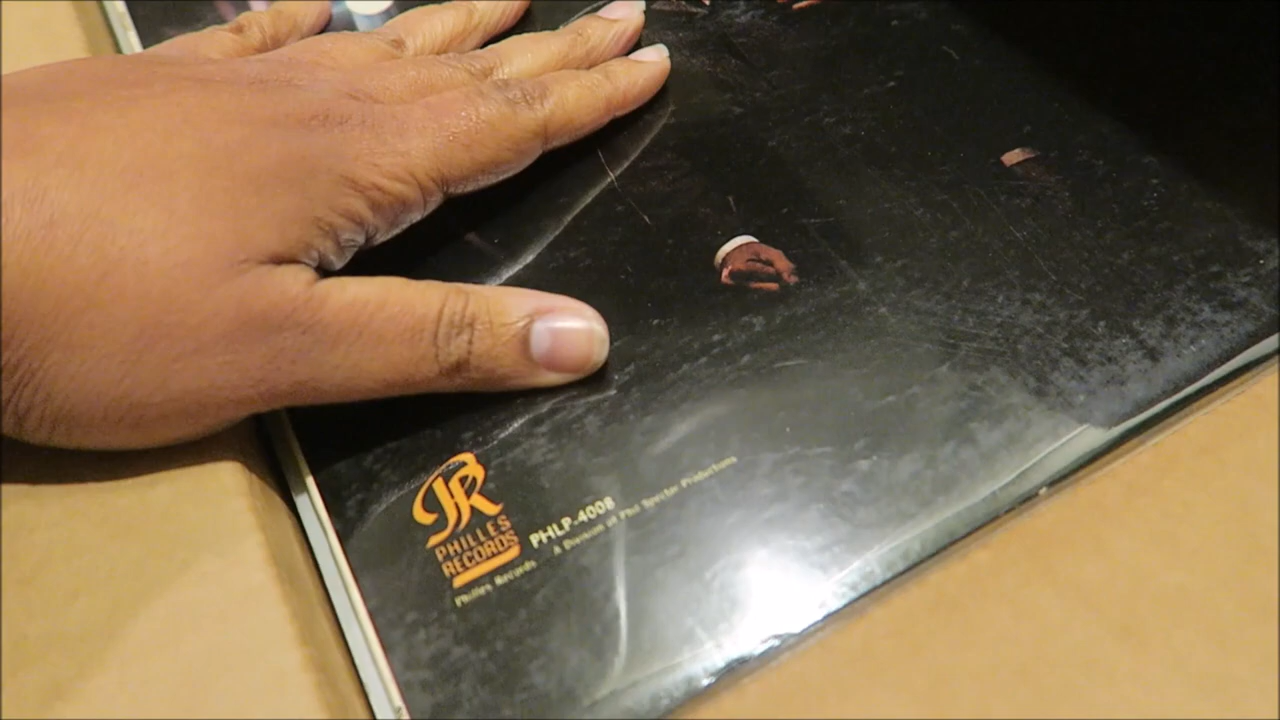 PR
PHILLES
RECORDS
PHLP-4008
Philles Records A Division of Phil Spector Productions